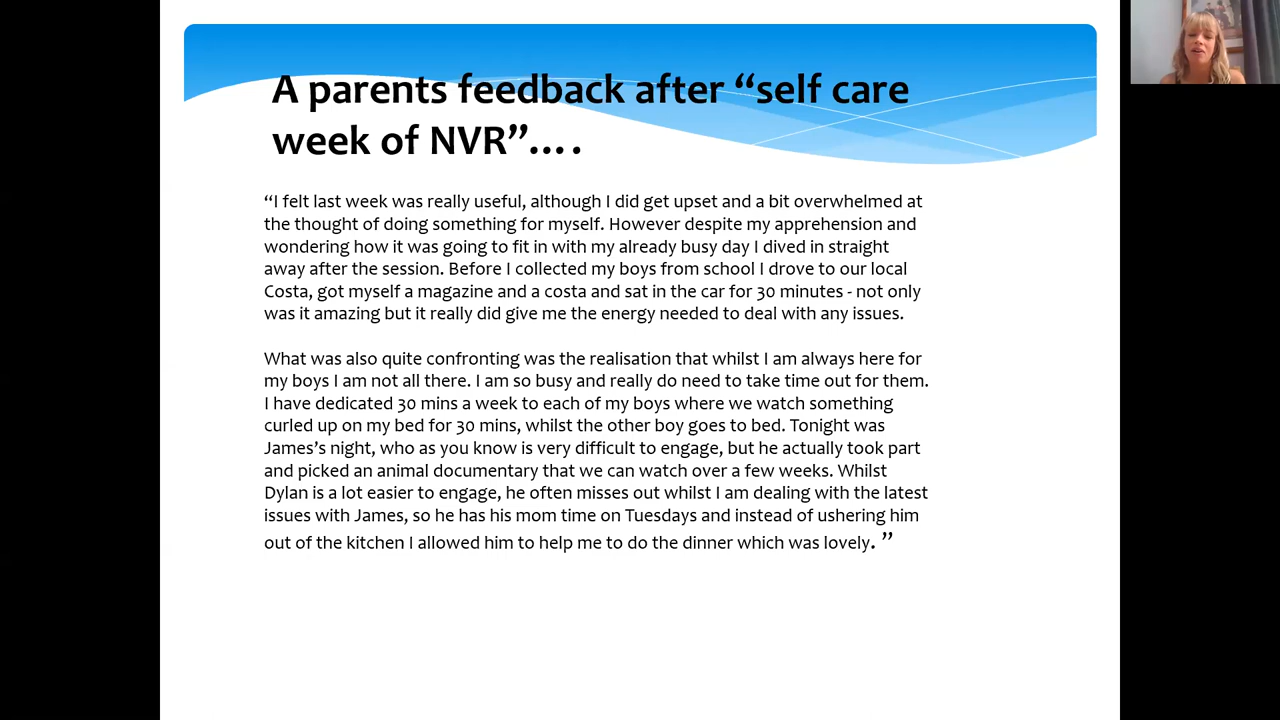 A parents feedback after “self care
week of NVR”....
“I felt last week was really useful, although I did get upset and a bit overwhelmed at
the thought of doing something for myself. However despite my apprehension and
wondering how it was going to fit in with my already busy day I dived in straight
away after the session. Before I collected my boys from school I drove to our local
Costa, got myself a magazine and a costa and sat in the car for 30 minutes - not only
was it amazing but it really did give me the energy needed to deal with any issues.
What was also quite confronting was the realisation that whilst I am always here for
my boys I am not all there. I am so busy and really do need to take time out for them.
I have dedicated 30 mins a week to each of my boys where we watch something
curled up on my bed for 30 mins, whilst the other boy goes to bed. Tonight was
James’s night, who as you know is very difficult to engage, but he actually took part
and picked an animal documentary that we can watch over a few weeks. Whilst
Dylan is a lot easier to engage, he often misses out whilst I am dealing with the latest
issues with James, so he has his mom time on Tuesdays and instead of ushering him
out of the kitchen I allowed him to help me to do the dinner which was lovely. ”